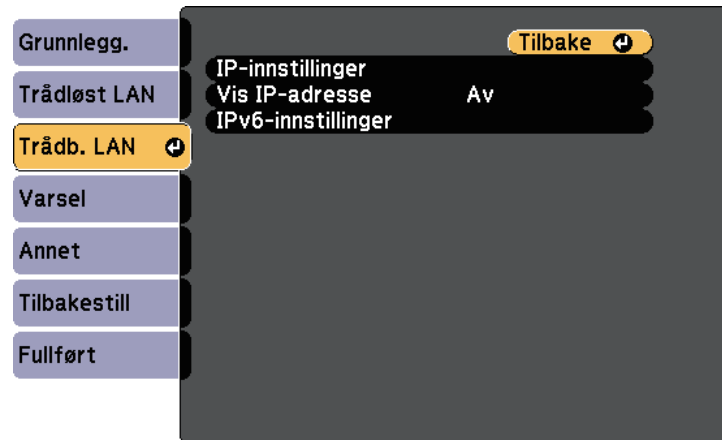 Grunnlegg.
Trådløst LAN
Trådb. LAN
Varsel
Annet
Tilbakestill
Fullført
Tilbake
IP-innstillinger
Vis IP-adresse Av
IPv6-innstillinger